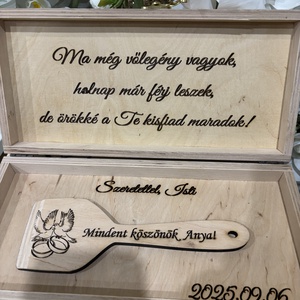 Ma még vőlegény vagyok,
holnap már férj leszek,
de örökké a Te kisfiad maradok!
Szeretettel, Isti
Mindent köszönök Anya!
2025.09.06